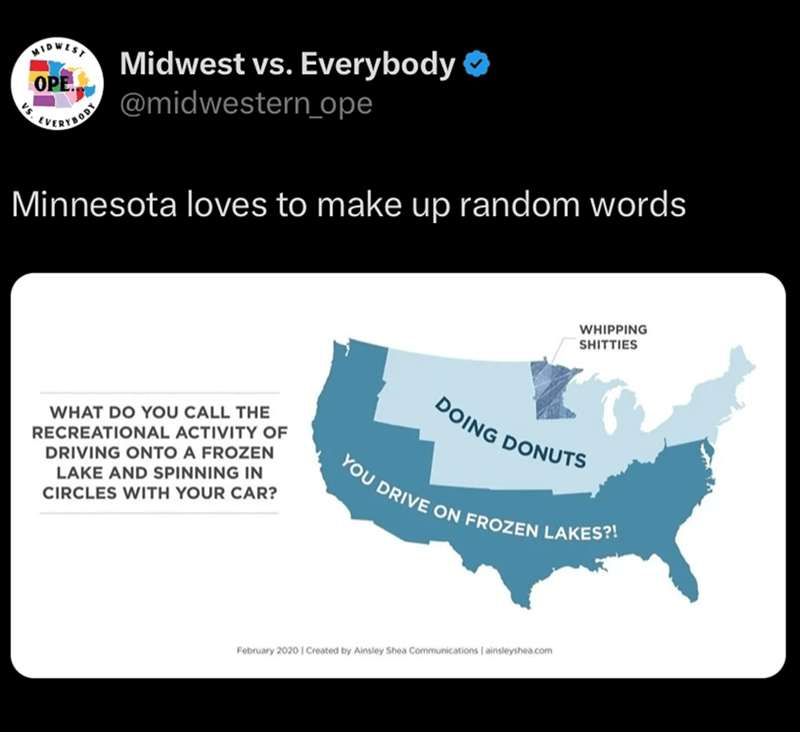 MIDWEST
OPE...
VS. EVERYBODY
Midwest vs. Everybody
@midwestern_ope
Minnesota loves to make up random words
WHIPPING
SHITTIES
WHAT DO YOU CALL THE
RECREATIONAL ACTIVITY OF
DRIVING ONTO A FROZEN
LAKE AND SPINNING IN
CIRCLES WITH YOUR CAR?
DOING DONUTS
YOU DRIVE ON FROZEN LAKES?!
February 2020 | Created by Ainsley Shea Communications | ainsleyshea.com